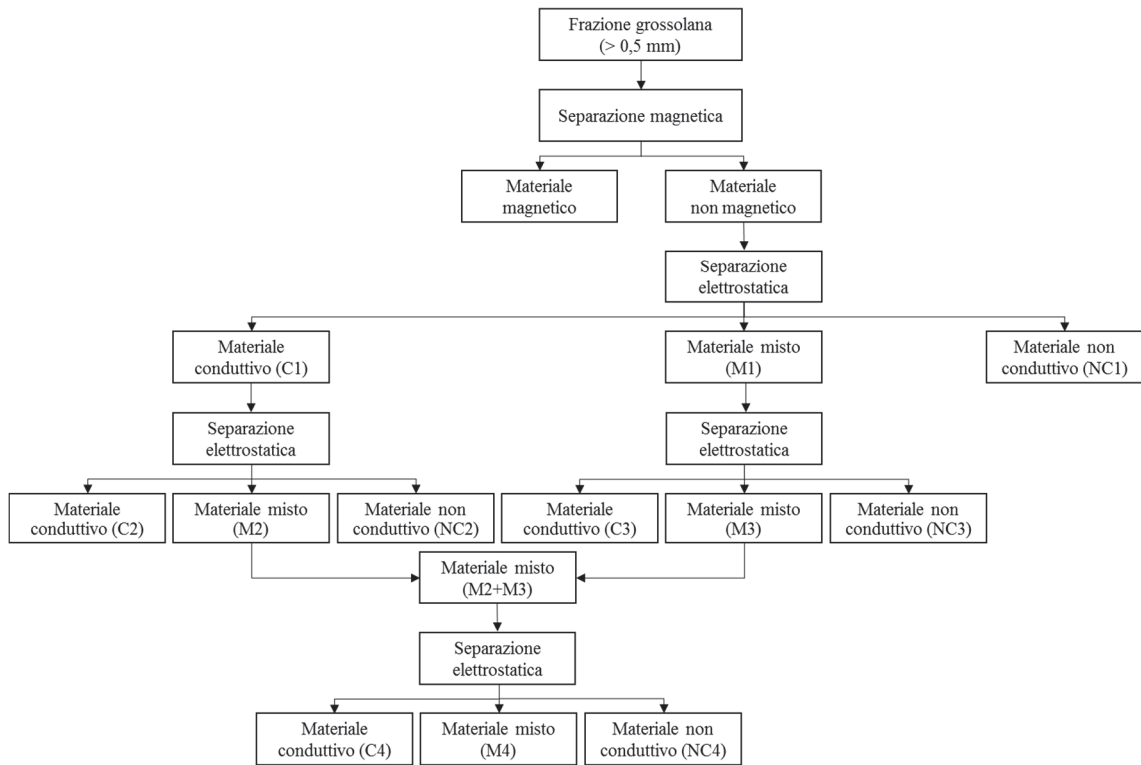 Frazione grossolana
(> 0,5 mm)
Separazione magnetica
Materiale
magnetico
Materiale
non magnetico
Separazione
elettrostatica
Materiale
conduttivo (C1)
Materiale misto
(M1)
Materiale non
conduttivo (NC1)
Separazione
elettrostatica
Separazione
elettrostatica
Materiale
conduttivo (C2)
Materiale misto
(M2)
Materiale non
conduttivo (NC2)
Materiale
conduttivo (C3)
Materiale misto
(M3)
Materiale non
conduttivo (NC3)
Materiale misto
(M2+M3)
Separazione
elettrostatica
Materiale
conduttivo (C4)
Materiale misto
(M4)
Materiale non
conduttivo (NC4)